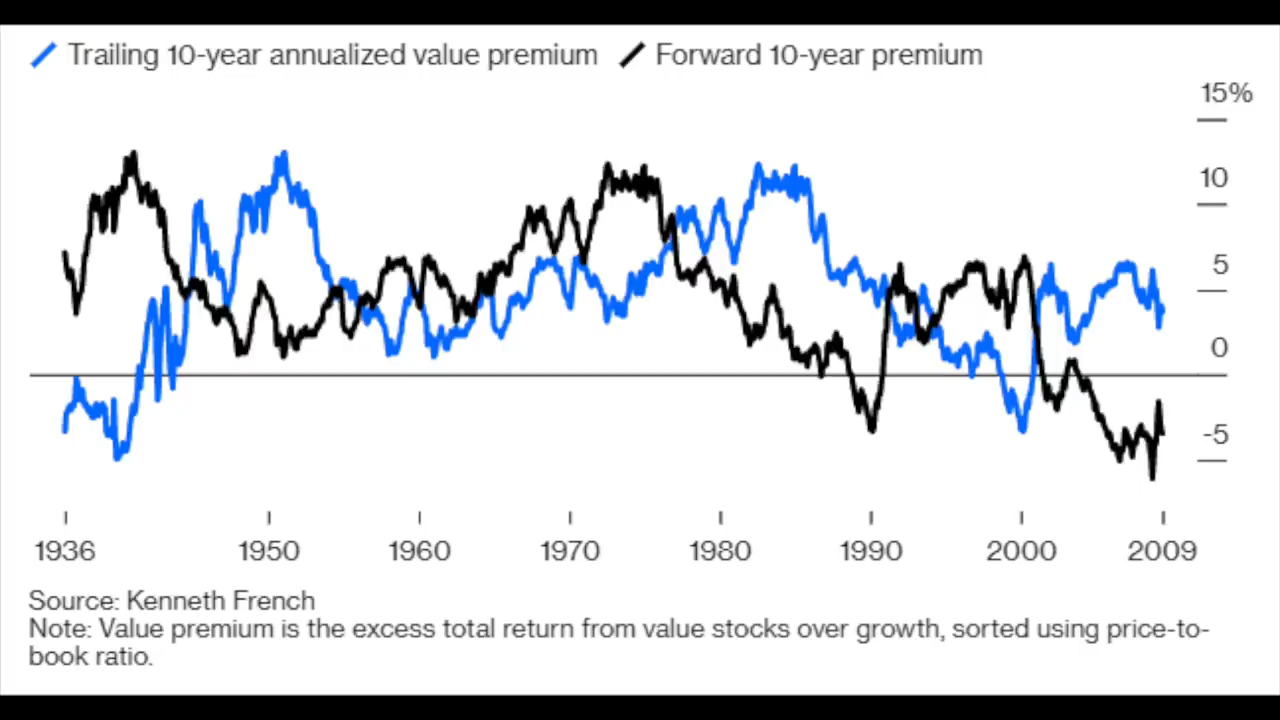 Trailing 10-year annualized value premium Forward 10-year premium
15%
10
5
0
-5
1936 1950 1960 1970 1980 1990 2000 2009
Source: Kenneth French
Note: Value premium is the excess total return from value stocks over growth, sorted using price-to-
book ratio.